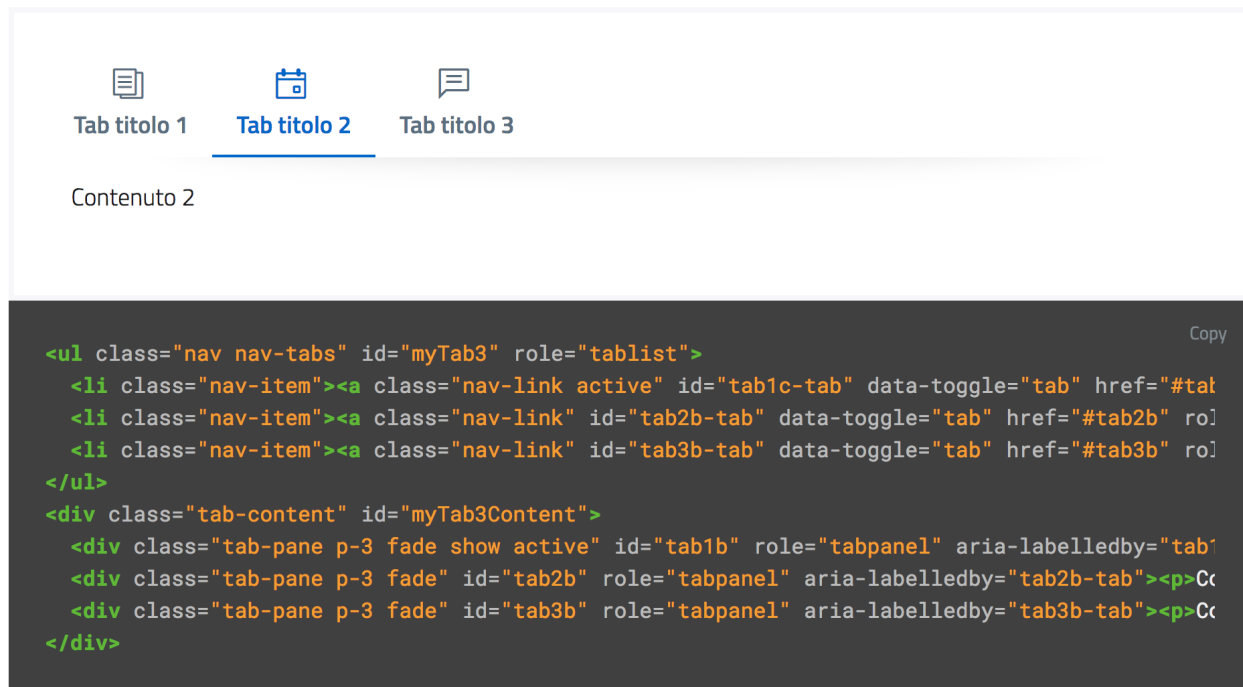 Tab titolo 1 Tab titolo 2 Tab titolo 3
Contenuto 2
Copy
<ul class="nav nav-tabs" id="myTab3" role="tablist">
<li class="nav-item"><a class="nav-link active" id="tab1c-tab" data-toggle="tab" href="#tab
<li class="nav-item"><a class="nav-link" id="tab2b-tab" data-toggle="tab" href="#tab2b" rol
<li class="nav-item"><a class="nav-link" id="tab3b-tab" data-toggle="tab" href="#tab3b" rol
</ul>
<div class="tab-content" id="myTab3Content">
<div class="tab-pane p-3 fade show active" id="tab1b" role="tabpanel" aria-labelledby="tab1
<div class="tab-pane p-3 fade" id="tab2b" role="tabpanel" aria-labelledby="tab2b-tab"><p>Co
<div class="tab-pane p-3 fade" id="tab3b" role="tabpanel" aria-labelledby="tab3b-tab"><p>Co
</div>